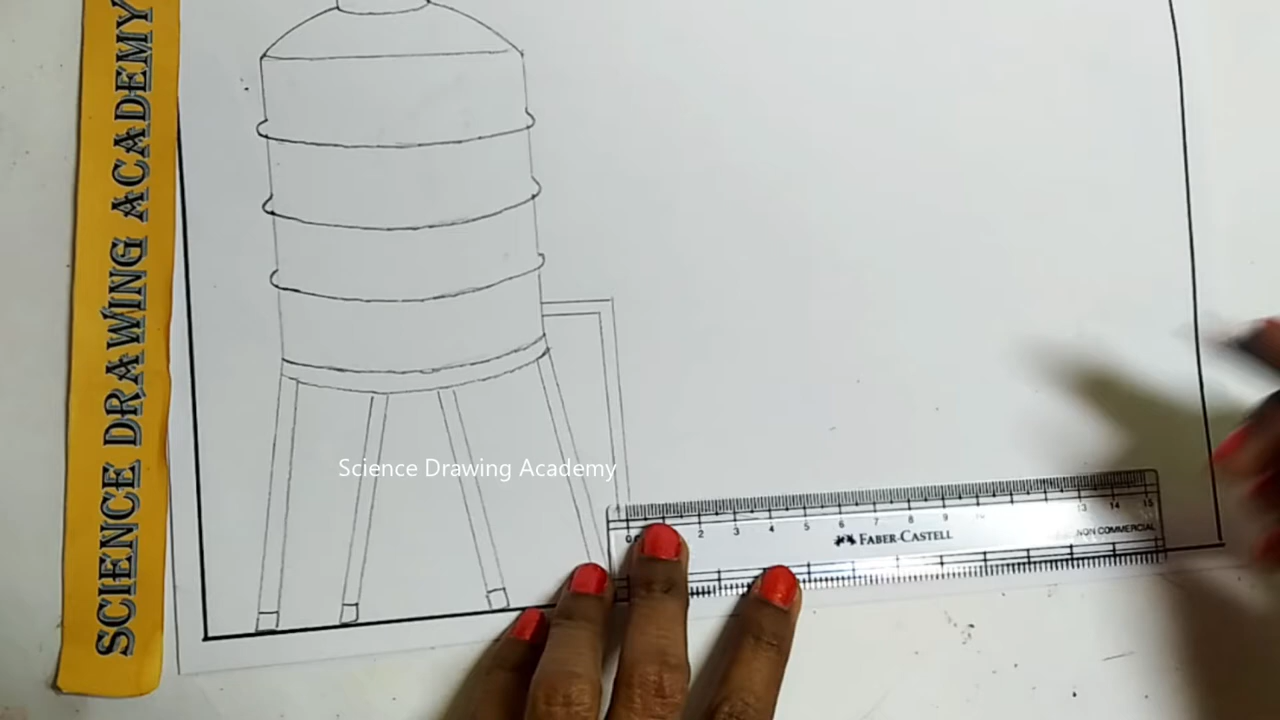 SCIENCE DRAWING ACADEMY
Science Drawing Academy
0 2 3 4 5 6 7 8 9 13 14 15
FABER-CASTELL
NON COMMERCIAL